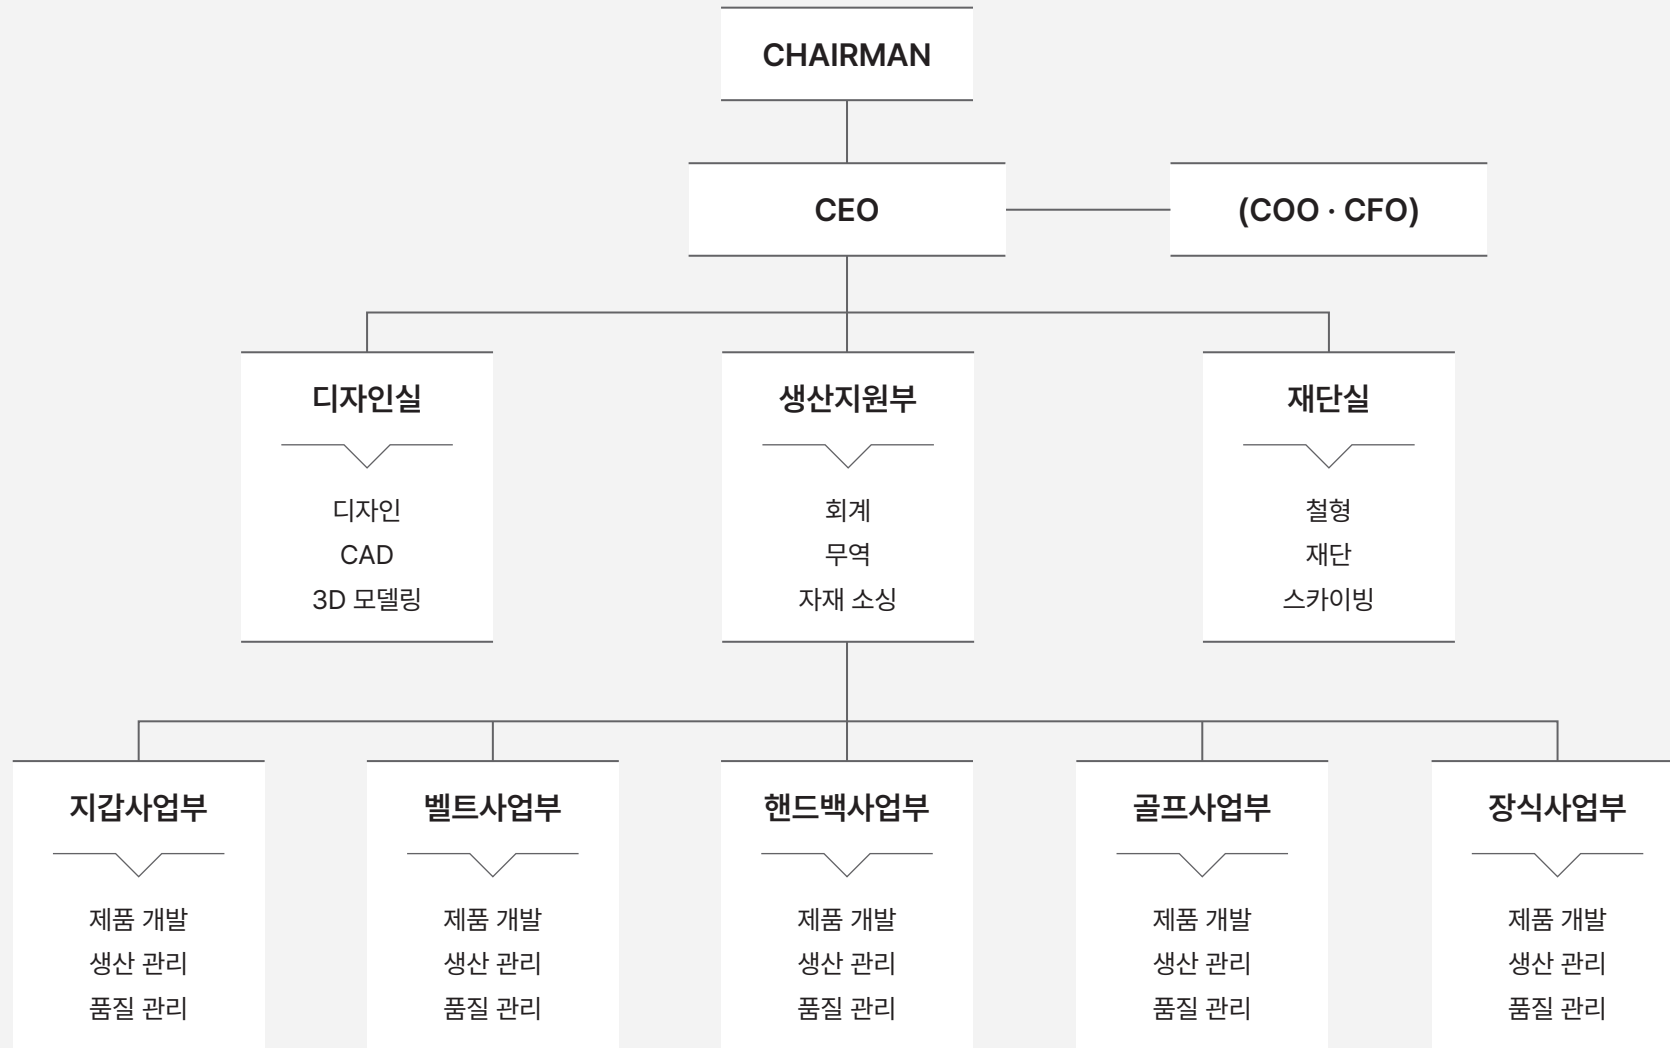 CHAIRMAN
CEO
(COO · CFO)
디자인실
디자인
CAD
3D 모델링
생산지원부
회계
무역
자재 소싱
재단실
철형
재단
스카이빙
지갑사업부
제품 개발
생산 관리
품질 관리
벨트사업부
제품 개발
생산 관리
품질 관리
핸드백사업부
제품 개발
생산 관리
품질 관리
골프사업부
제품 개발
생산 관리
품질 관리
장식사업부
제품 개발
생산 관리
품질 관리